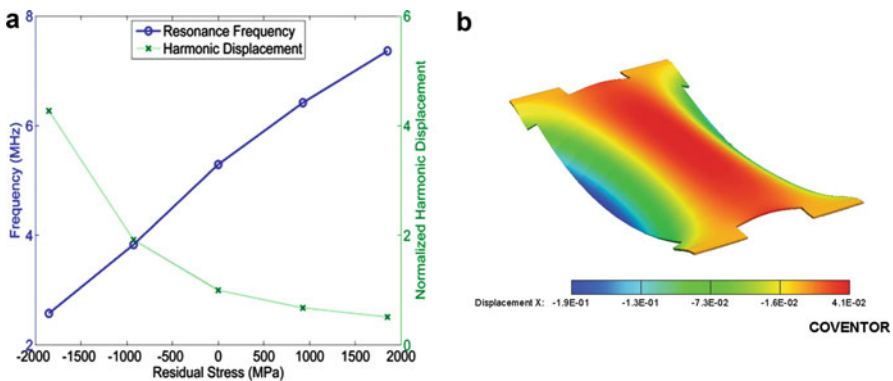 a
8
6
4
2
Frequency (MHz)
Resonance Frequency
Harmonic Displacement
6
4
2
0
Normalized Harmonic Displacement
-2000 -1500 -1000 -500 0 500 1000 1500 2000
Residual Stress (MPa)
b
Displacement X: -1.9E-01 -1.3E-01 -7.3E-02 -1.6E-02 4.1E-02
COVENTOR